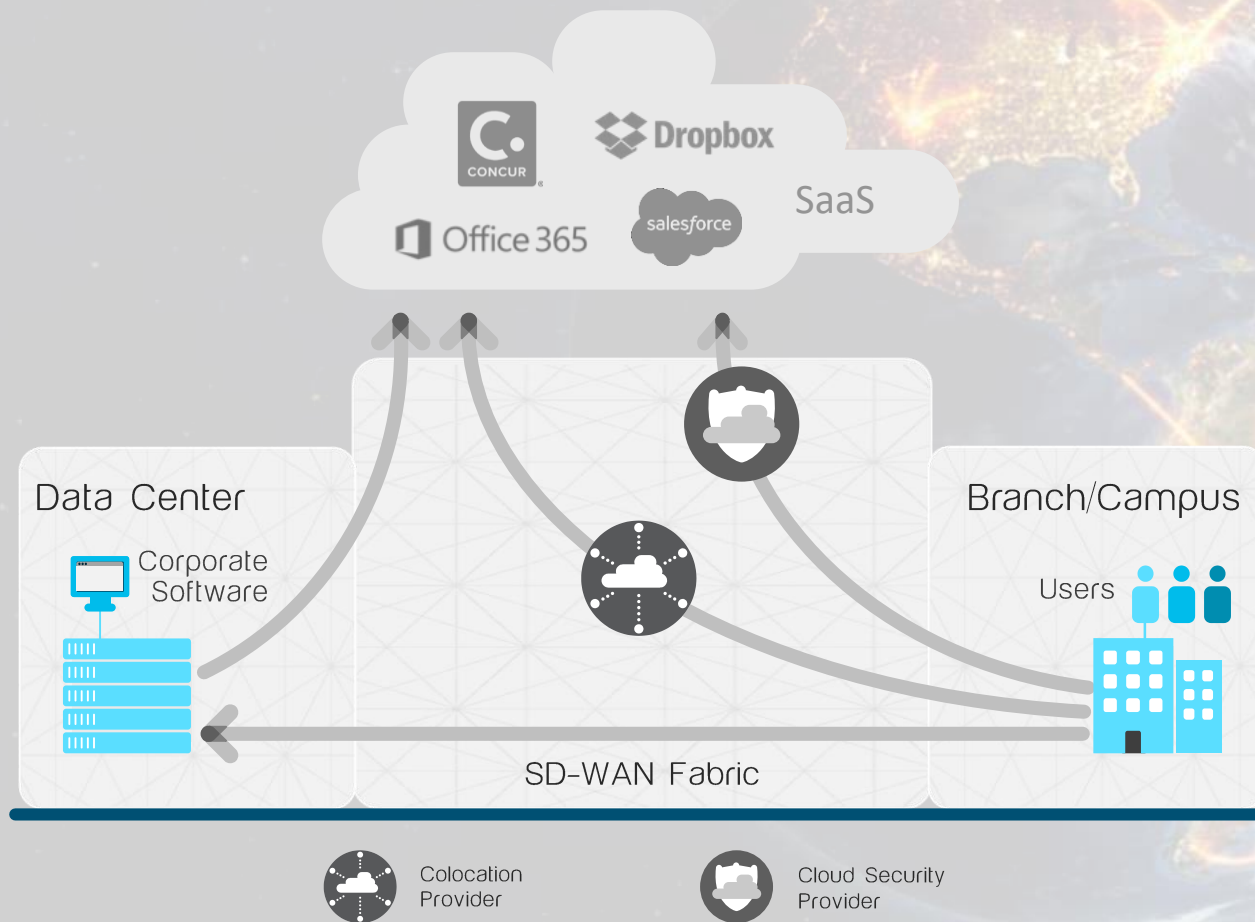 C.
CONCUR
Dropbox
SaaS
salesforce
Office 365
Data Center
Corporate
Software
Branch/Campus
Users
SD-WAN Fabric
Colocation
Provider
Cloud Security
Provider